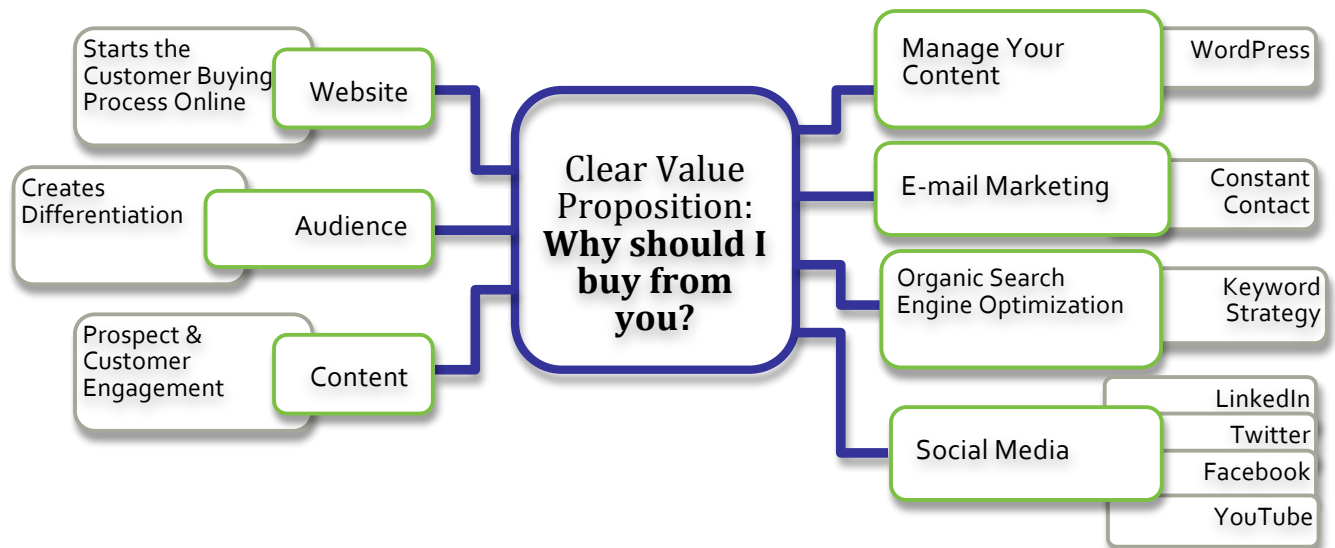 Starts the
Customer Buying
Process Online
Website
Creates
Differentiation
Audience
Prospect &
Customer
Engagement
Content
Clear Value
Proposition:
Why should I
buy from
you?
Manage Your
Content
WordPress
E-mail Marketing
Constant
Contact
Organic Search
Engine Optimization
Keyword
Strategy
Social Media
LinkedIn
Twitter
Facebook
YouTube